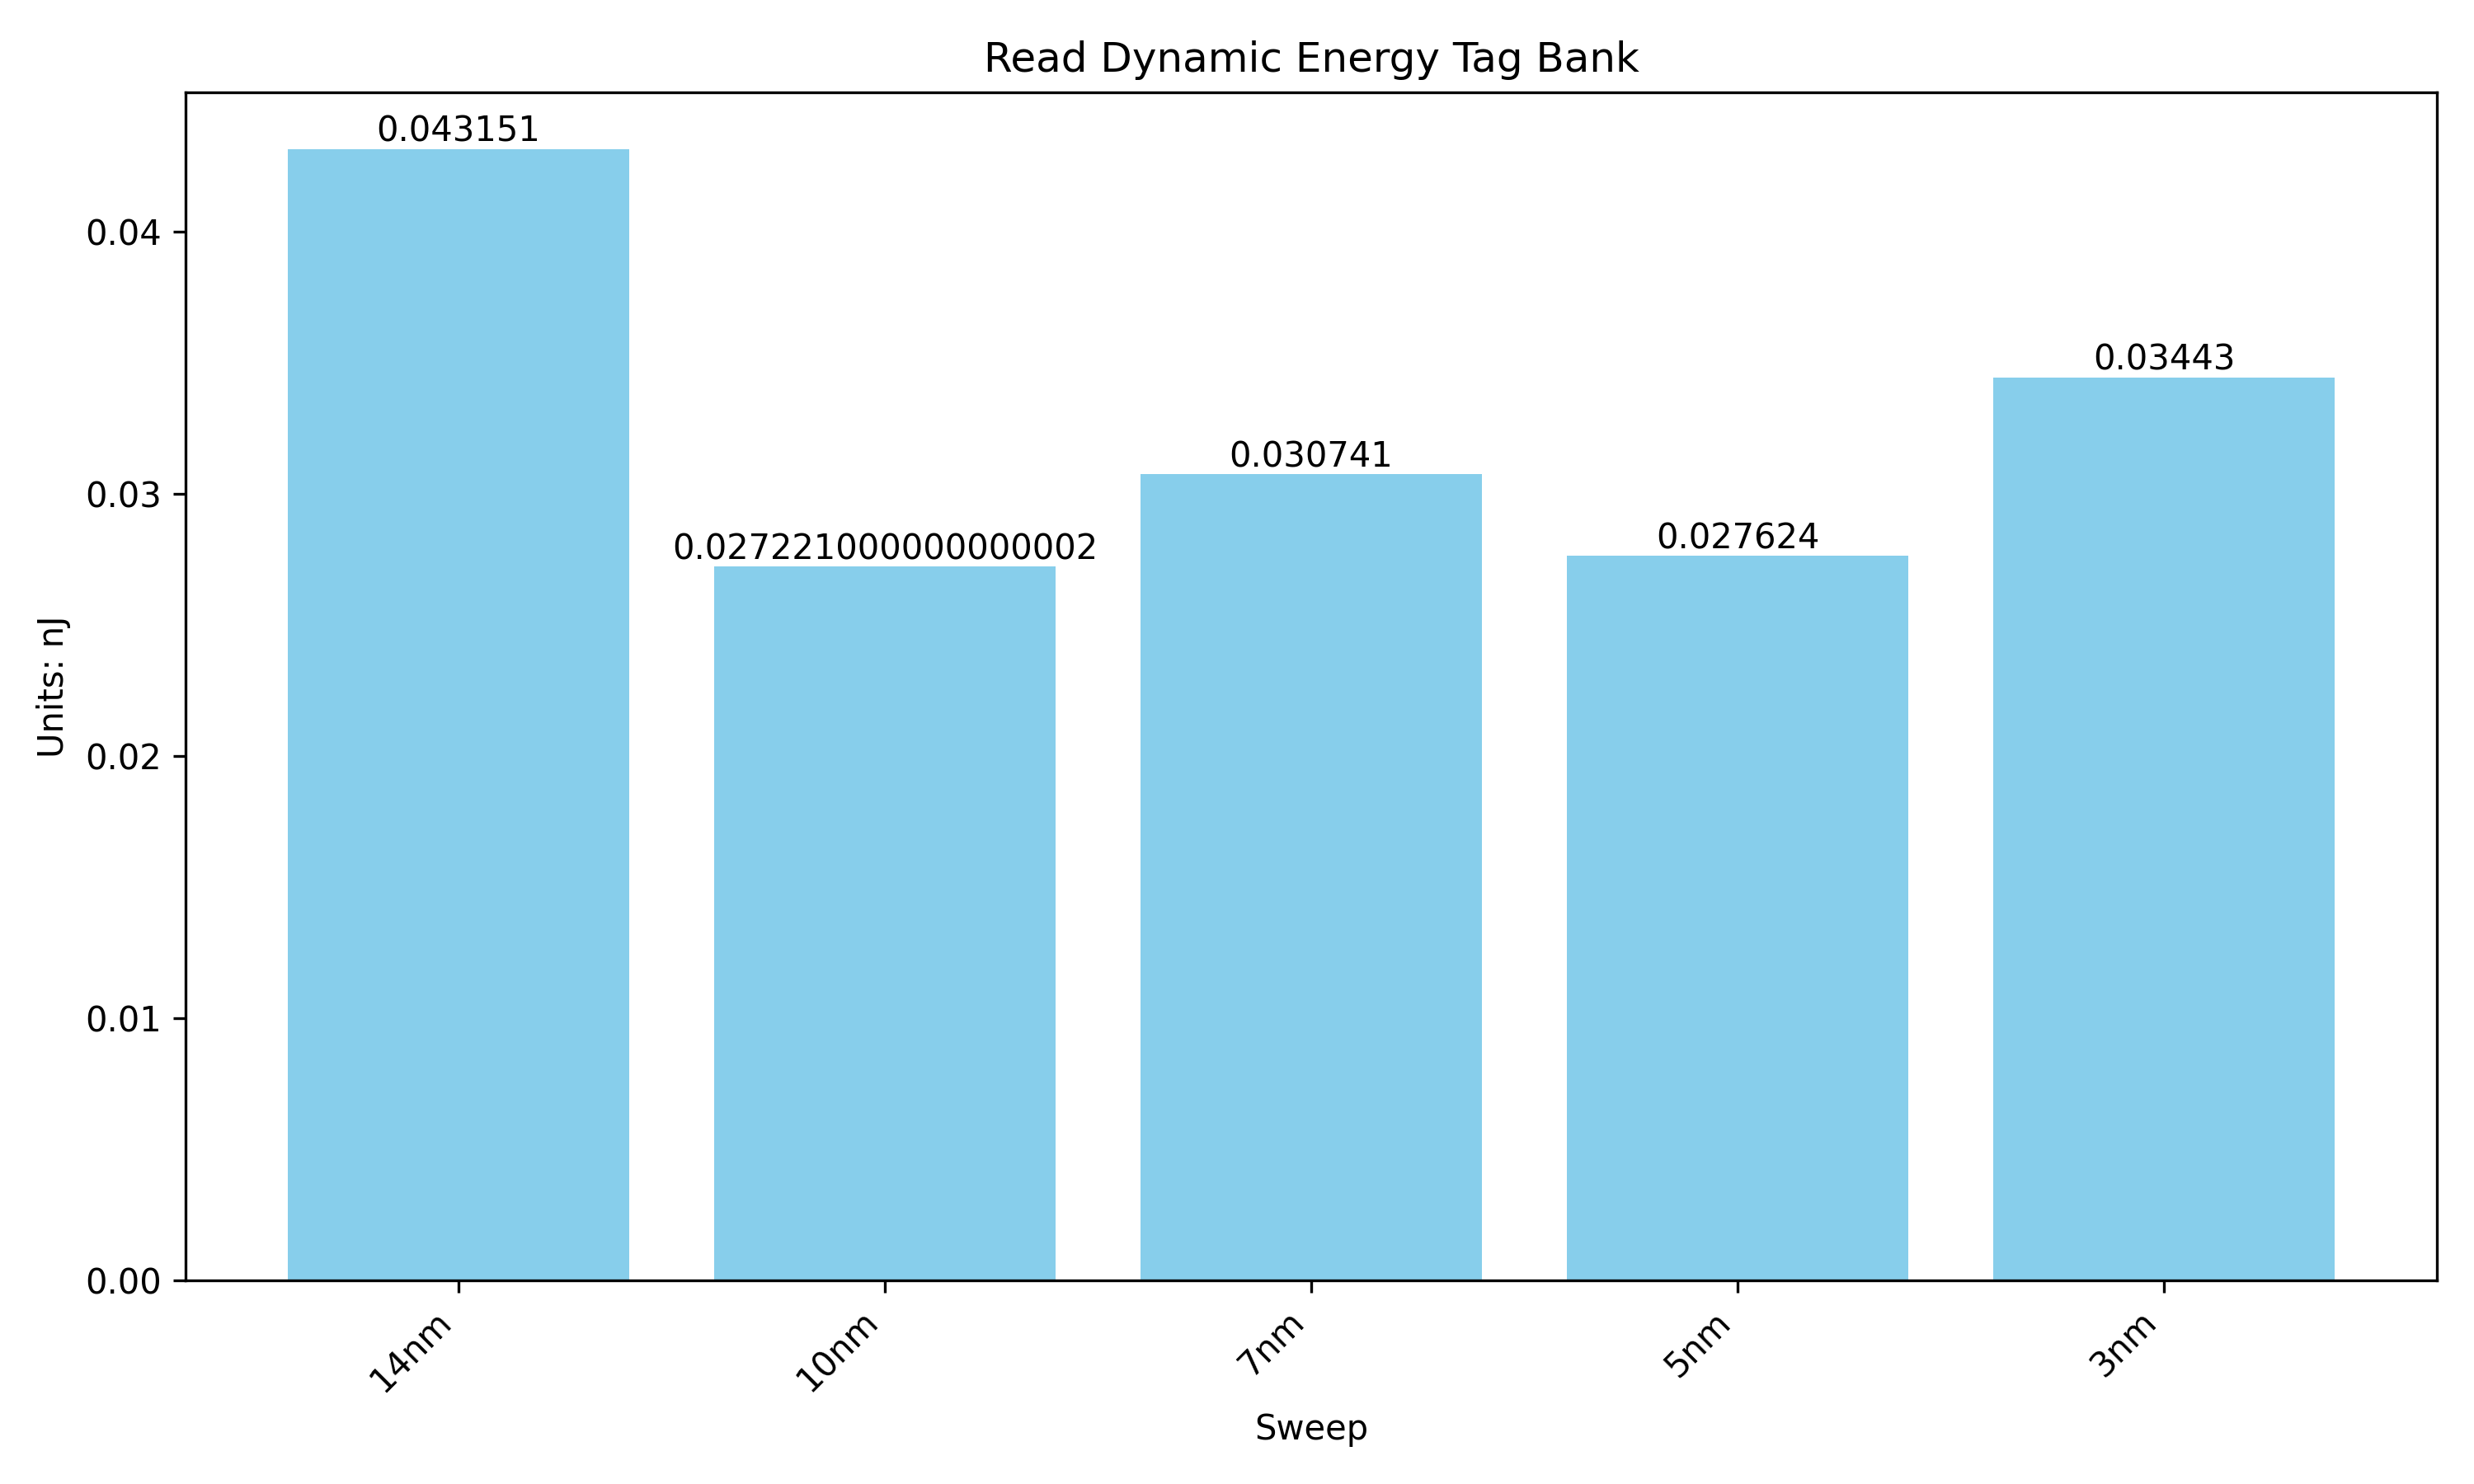 Read Dynamic Energy Tag Bank
0.043151
0.04
0.03443
0.030741
0.03
0.027624
0.027221000000000002
Units: nJ
0.02
0.01
0.00
14nm
10nm
7nm
5nm
3nm
Sweep